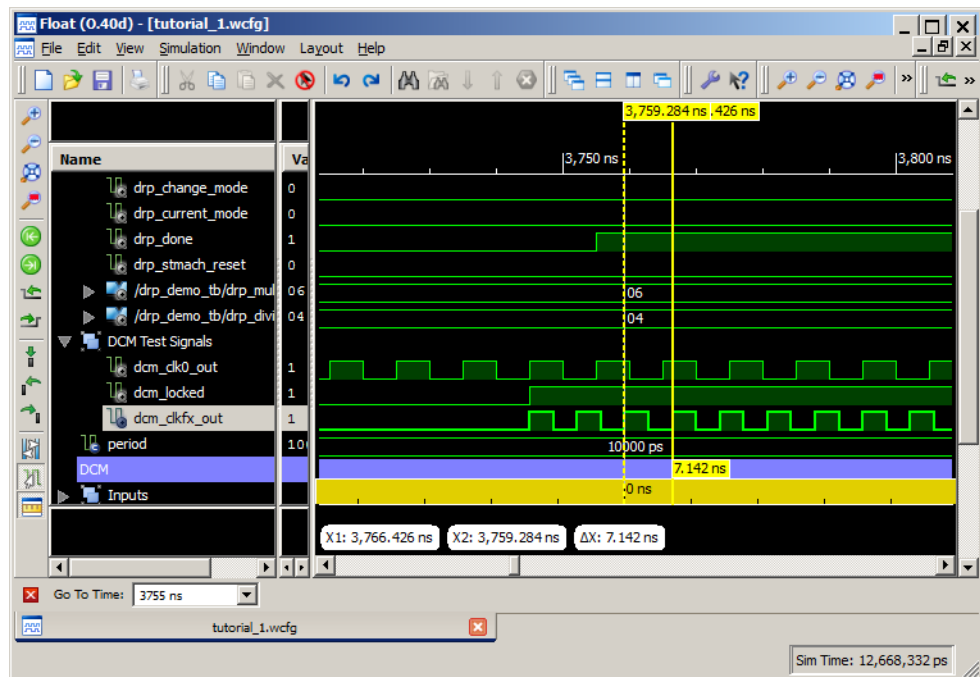 Float (0.40d) - [tutorial_1.wcfg]
File Edit View Simulation Window Layout Help
3,759.284 ns .426 ns
Name Va
3,750 ns 3,800 ns
drp_change_mode 0
drp_current_mode 0
drp_done 1
drp_stmach_reset 0
/drp_demo_tb/drp_mul 06 06
/drp_demo_tb/drp_divi 04 04
DCM Test Signals
dcm_clk0_out 1
dcm_locked 1
dcm_clkfx_out 1
period 10000 ps
DCM 7.142 ns
Inputs 0 ns
X1: 3,766.426 ns X2: 3,759.284 ns ΔX: 7.142 ns
Go To Time: 3755 ns
tutorial_1.wcfg
Sim Time: 12,668,332 ps